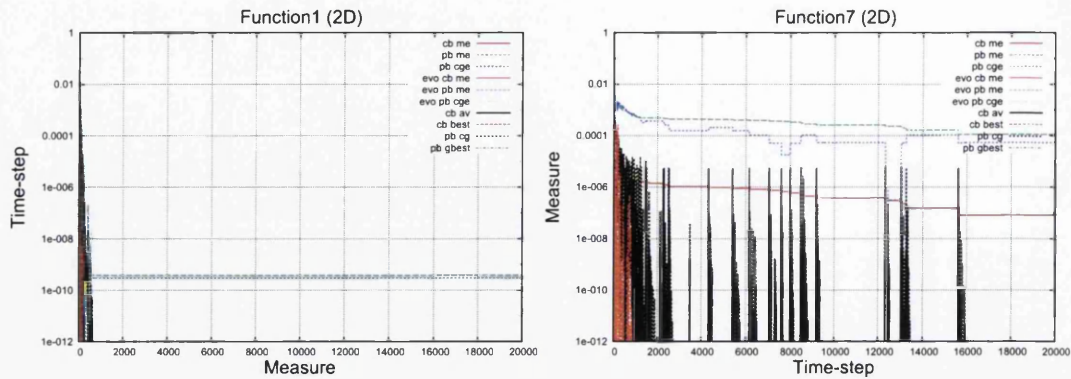 Function1 (2D)
1
0.01
0.0001
1e-006
1e-008
1e-010
1e-012
Time-step
cb me
pb me
pb cge
evo cb me
evo pb me
evo pb cge
cb av
cb best
pb cg
pb gbest
0 2000 4000 6000 8000 10000 12000 14000 16000 18000 20000
Measure
Function7 (2D)
1
0.01
0.0001
1e-006
1e-008
1e-010
1e-012
Measure
cb me
pb me
pb cge
evo cb me
evo pb me
evo pb cge
cb av
cb best
pb cg
pb gbest
0 2000 4000 6000 8000 10000 12000 14000 16000 18000 20000
Time-step